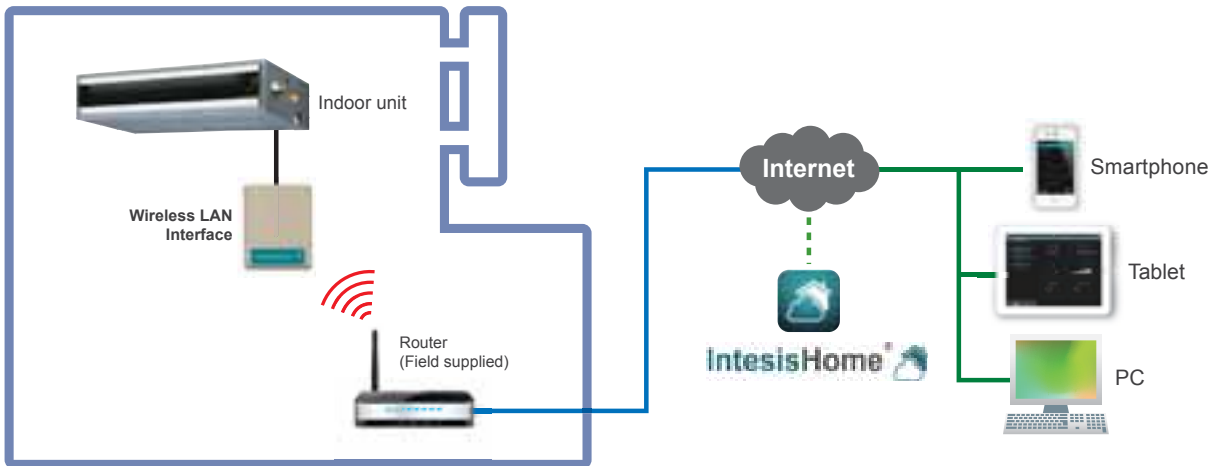 Indoor unit
Wireless LAN
Interface
Router
(Field supplied)
Internet
IntesisHome®
Smartphone
Tablet
PC